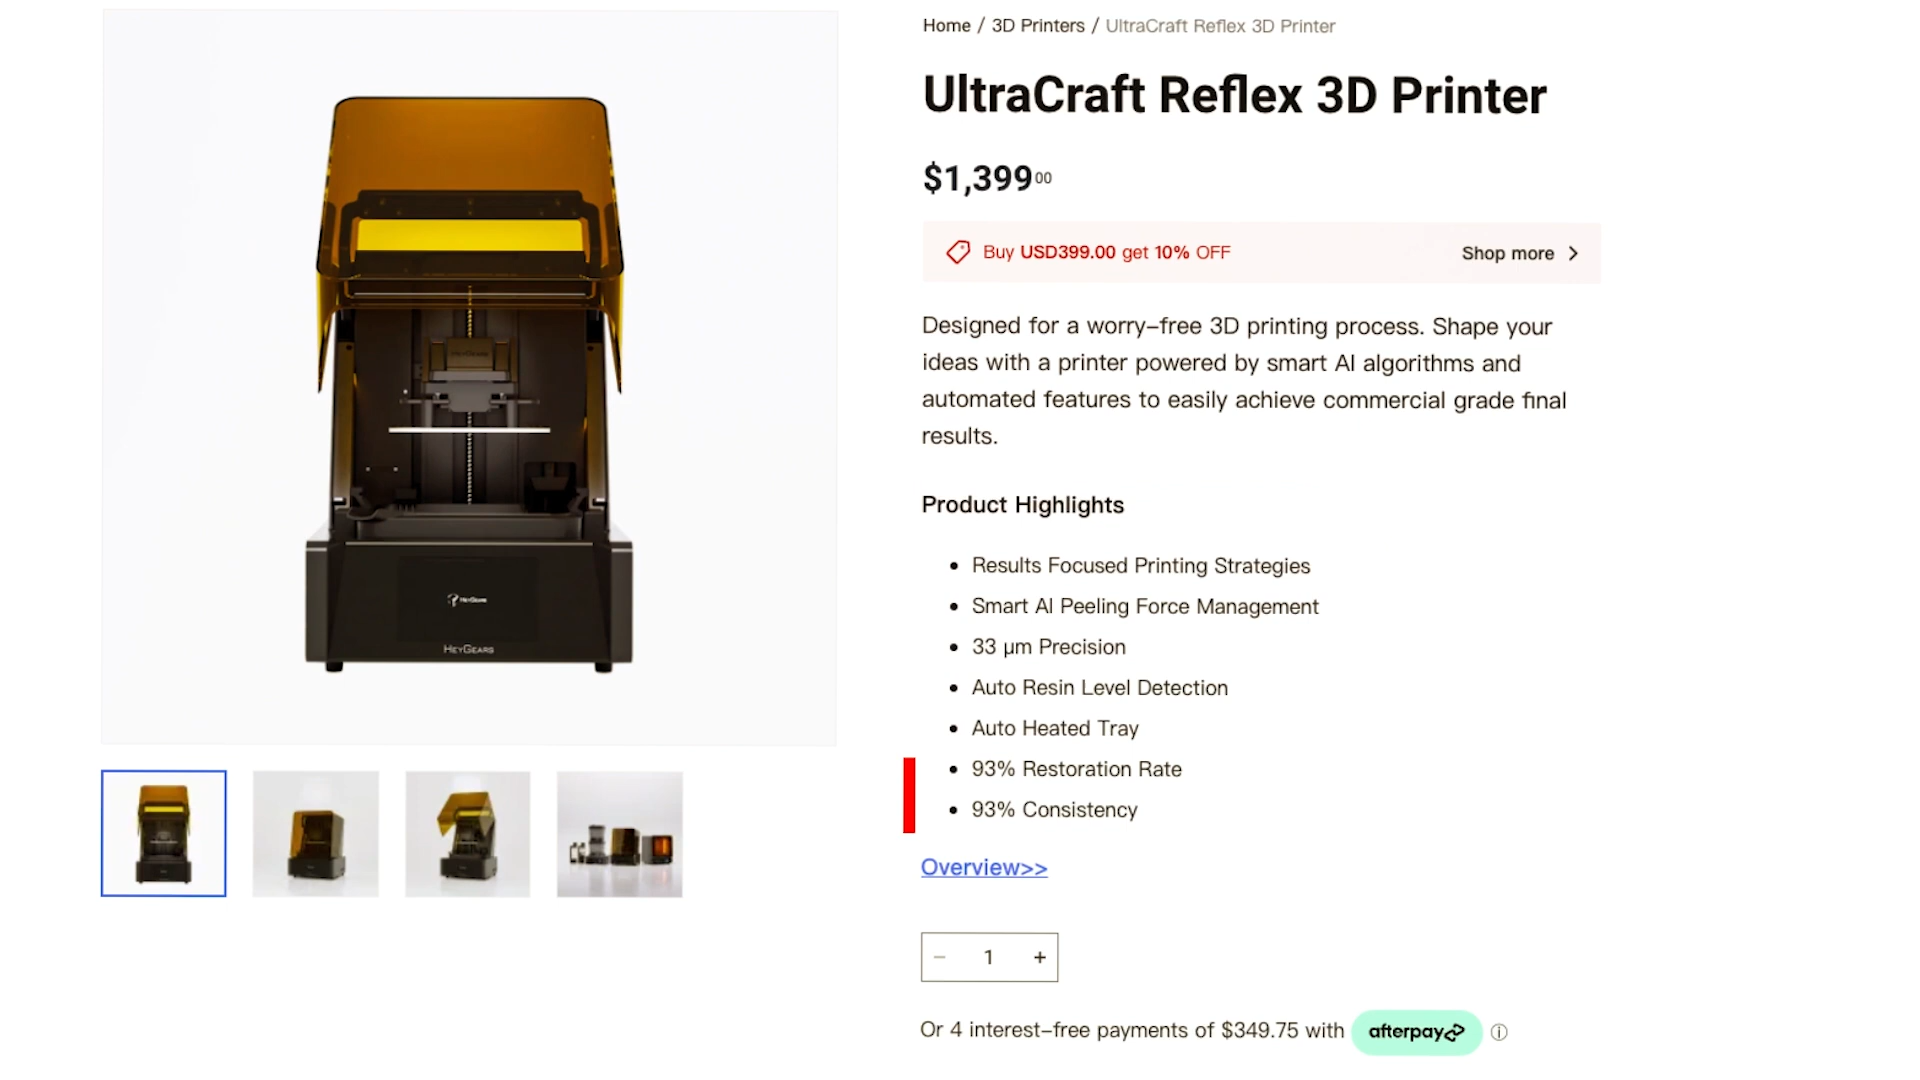 Home / 3D Printers / UltraCraft Reflex 3D Printer
UltraCraft Reflex 3D Printer
$1,399 00
Buy USD399.00 get 10% OFF
Shop more
Designed for a worry-free 3D printing process. Shape your
ideas with a printer powered by smart AI algorithms and
automated features to easily achieve commercial grade final
results.
Product Highlights
• Results Focused Printing Strategies
• Smart AI Peeling Force Management
• 33 μm Precision
• Auto Resin Level Detection
• Auto Heated Tray
• 93% Restoration Rate
• 93% Consistency
Overview>>
− 1 +
Or 4 interest-free payments of $349.75 with afterpay
HEYGEARS
HEYGEARS
HEYGEARS